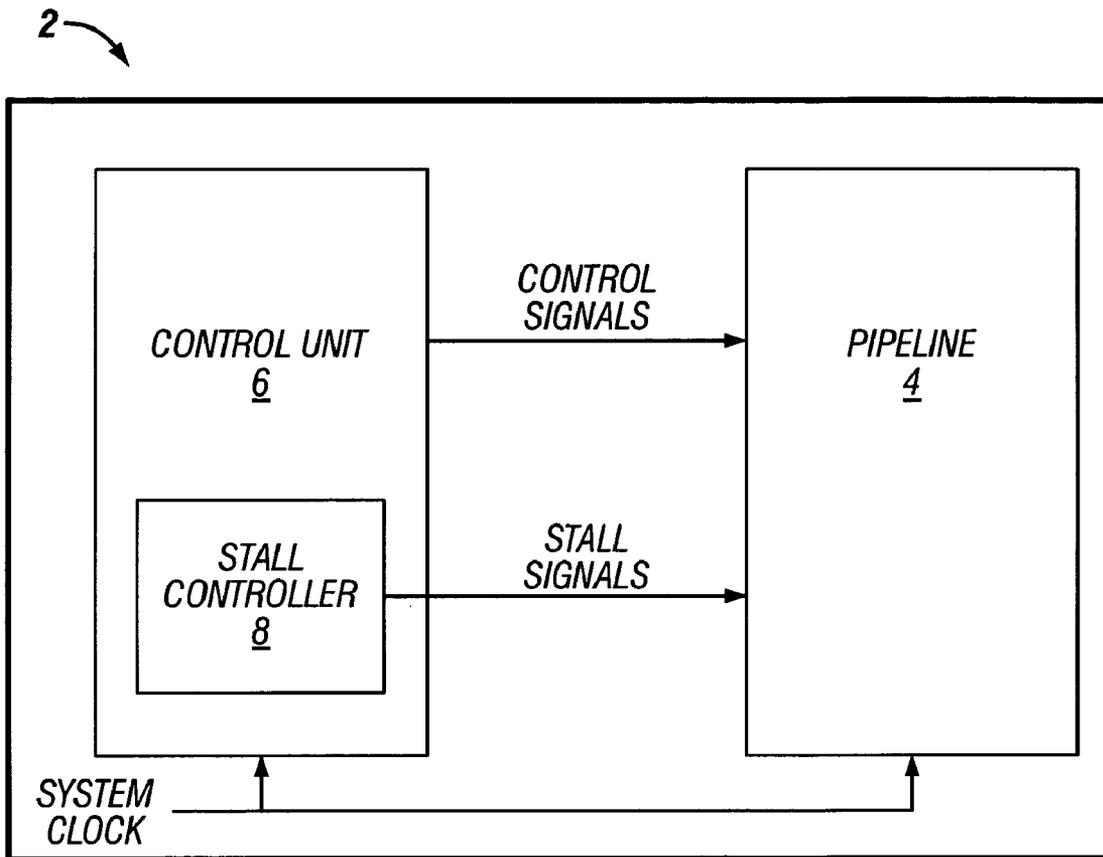 2
CONTROL
SIGNALS
CONTROL UNIT
6
PIPELINE
4
STALL
CONTROLLER
8
STALL
SIGNALS
SYSTEM
CLOCK